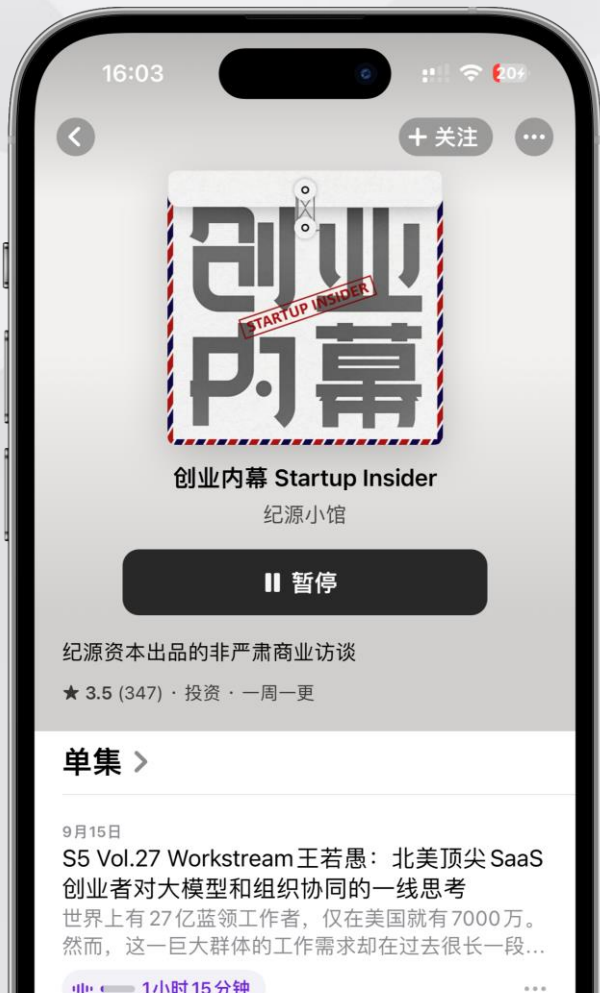 16:03
20
+ 关注
创业
STARTUP INSIDER
内幕
创业内幕 Startup Insider
纪源小馆
暂停
纪源资本出品的非严肃商业访谈
★ 3.5 (347) · 投资 · 一周一更
单集 >
9月15日
S5 Vol.27 Workstream王若愚：北美顶尖SaaS
创业者对大模型和组织协同的一线思考
世界上有27亿蓝领工作者，仅在美国就有7000万。
然而，这一巨大群体的工作需求却在过去很长一段...
1小时15分钟